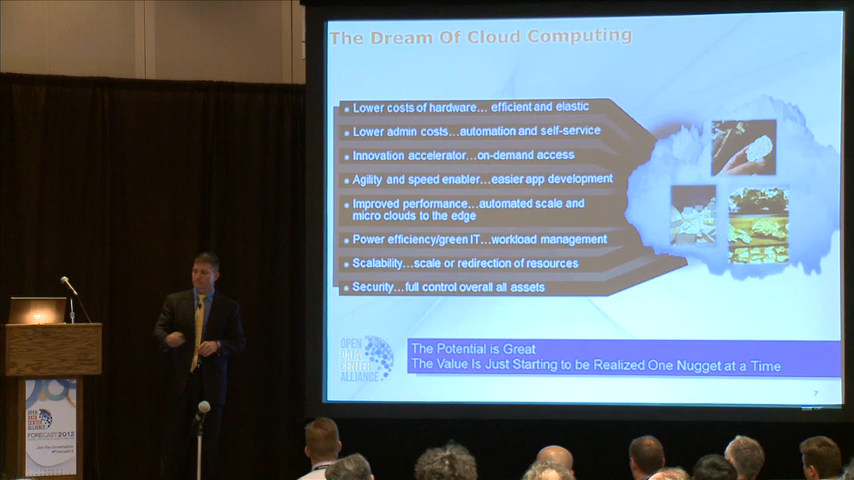 The Dream Of Cloud Computing
Lower costs of hardware... efficient and elastic
Lower admin costs...automation and self-service
Innovation accelerator...on-demand access
Agility and speed enabler...easier app development
Improved performance...automated scale and
micro clouds to the edge
Power efficiency/green IT...workload management
Scalability...scale or redirection of resources
Security...full control overall all assets
OPEN
DATA
CENTER
ALLIANCE
The Potential is Great
The Value Is Just Starting to be Realized One Nugget at a Time
7
OPEN
DATA
CENTER
ALLIANCE
FORECAST2012
Join the conversation